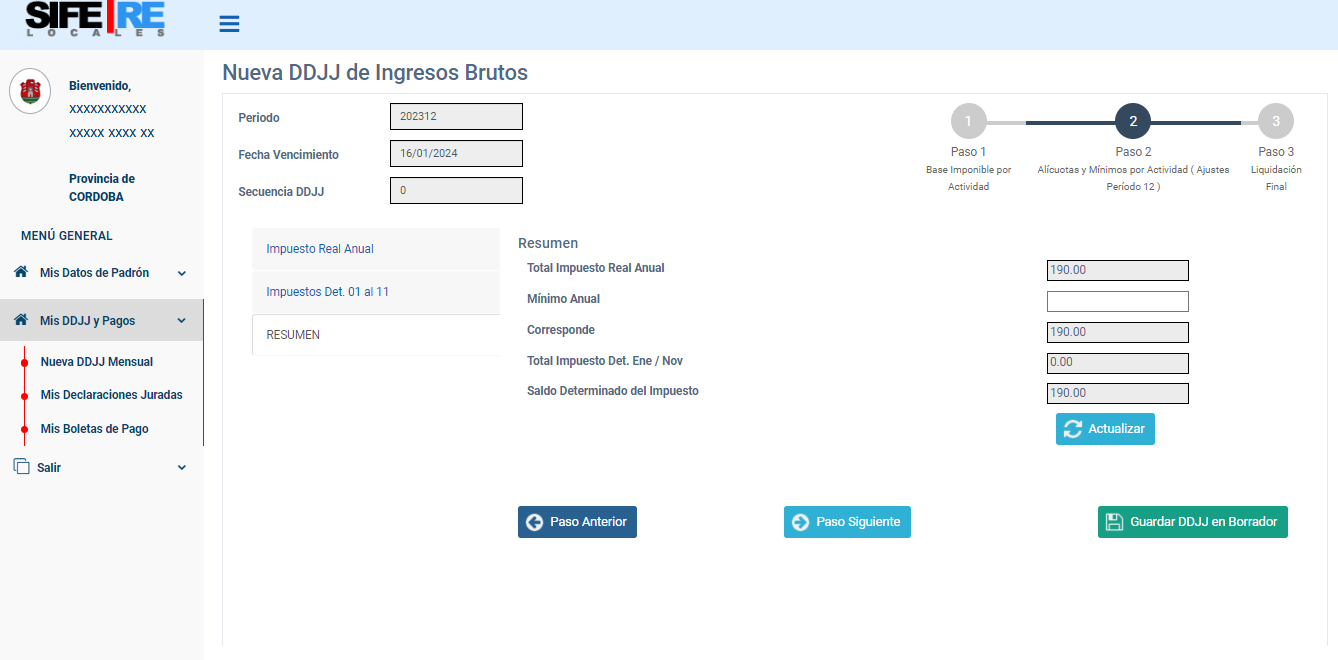 SIFERE
LOCALES
Bienvenido,
XXXXXXXXXXX
XXXXX XXXX XX
Provincia de
CORDOBA
MENÚ GENERAL
Mis Datos de Padrón
Mis DDJJ y Pagos
Nueva DDJJ Mensual
Mis Declaraciones Juradas
Mis Boletas de Pago
Salir
Nueva DDJJ de Ingresos Brutos
Periodo 202312
Fecha Vencimiento 16/01/2024
Secuencia DDJJ 0
1 2 3
Paso 1 Paso 2 Paso 3
Base Imponible por Alícuotas y Mínimos por Actividad ( Ajustes Liquidación
Actividad Período 12 ) Final
Impuesto Real Anual
Impuestos Det. 01 al 11
RESUMEN
Resumen
Total Impuesto Real Anual 190.00
Mínimo Anual
Corresponde 190.00
Total Impuesto Det. Ene / Nov 0.00
Saldo Determinado del Impuesto 190.00
Actualizar
Paso Anterior Paso Siguiente Guardar DDJJ en Borrador